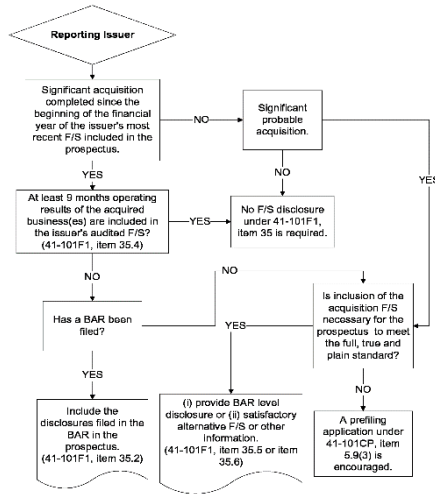 Reporting Issuer
Significant acquisition
completed since the
beginning of the financial
year of the issuer's most
recent F/S included in the
prospectus.
NO
Significant
probable
acquisition.
YES
NO
YES
At least 9 months operating
results of the acquired
business(es) are included in
the issuer's audited F/S?
(41-101F1, item 35.4)
YES
No F/S disclosure
under 41-101F1,
item 35 is required.
NO
NO
Has a BAR been
filed?
YES
Is inclusion of the
acquisition F/S
necessary for the
prospectus to meet
the full, true and
plain standard?
YES
NO
Include the
disclosures filed in the
BAR in the
prospectus.
(41-101F1, item 35.2)
(i) provide BAR level
disclosure or (ii) satisfactory
alternative F/S or other
information.
(41-101F1, item 35.5 or item
35.6)
A prefiling
application under
41-101CP, item
5.9(3) is
encouraged.